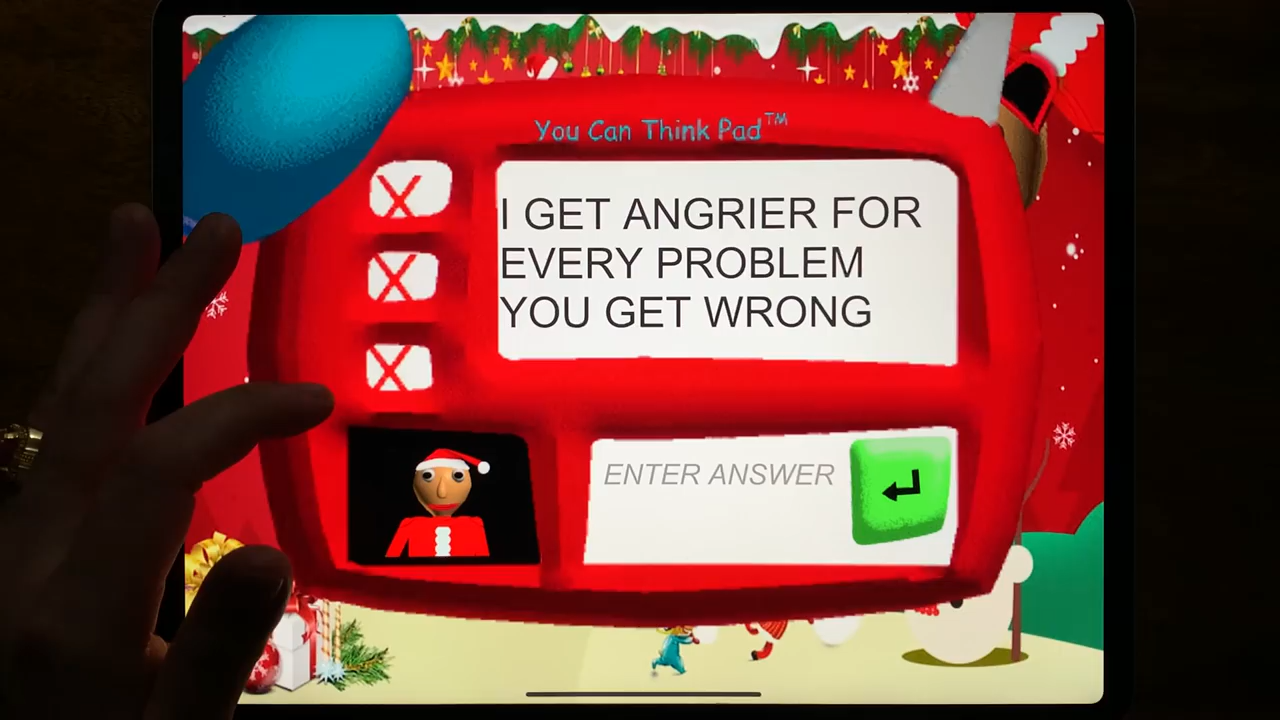 You Can Think Pad™
I GET ANGRIER FOR
EVERY PROBLEM
YOU GET WRONG
ENTER ANSWER